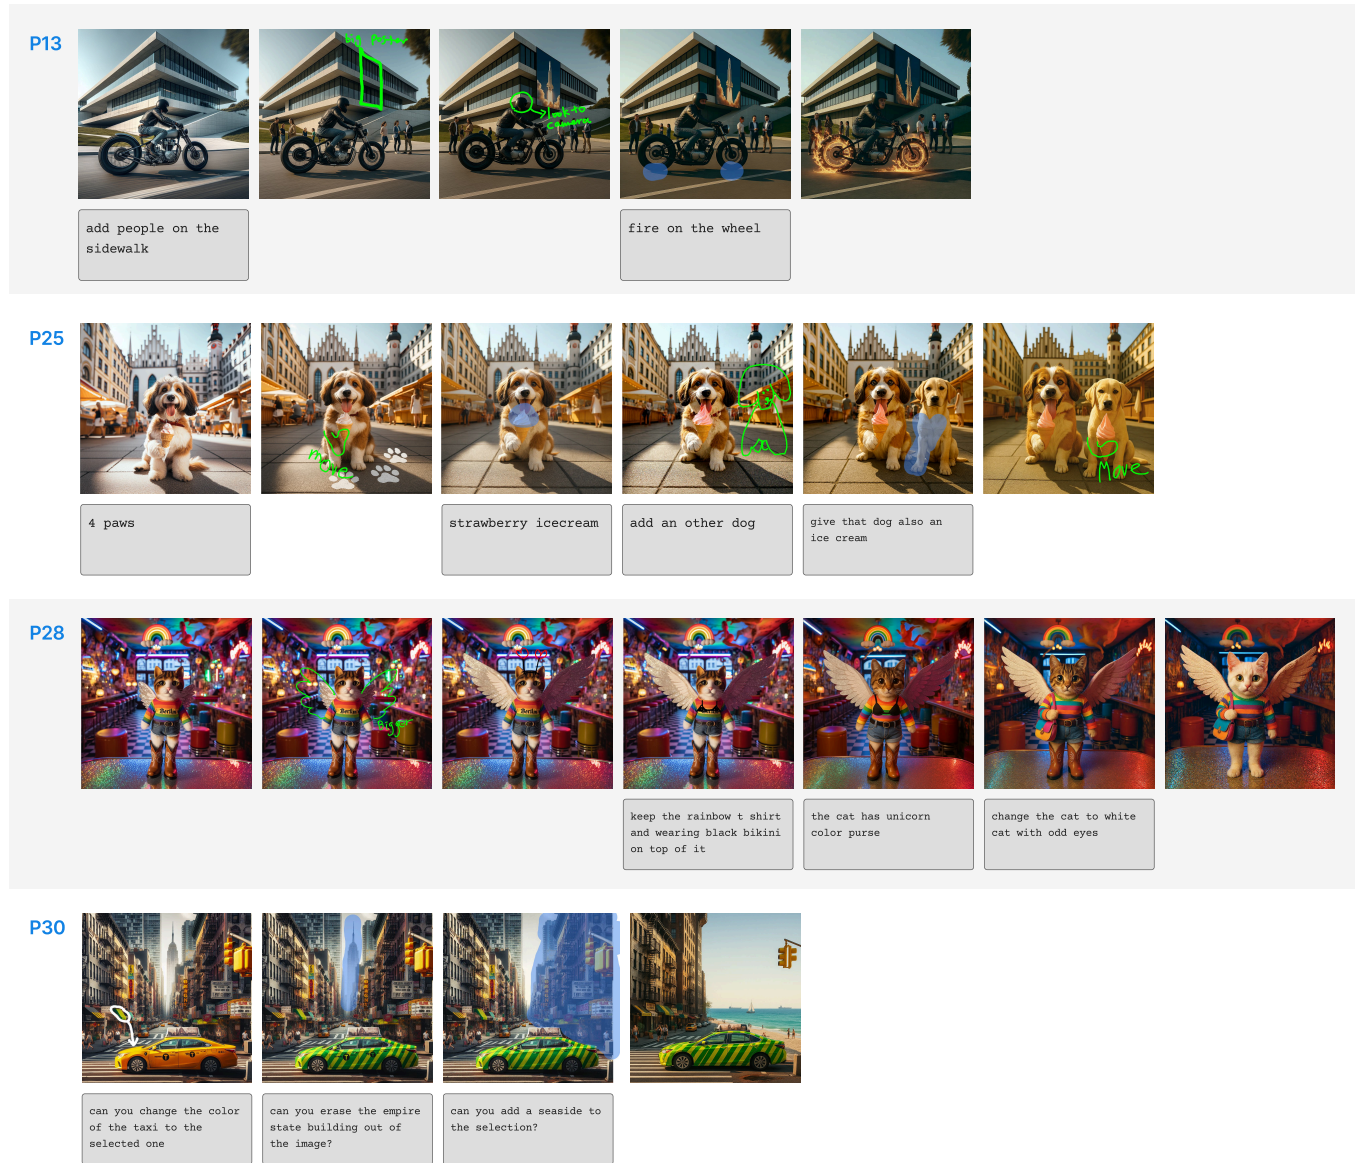 P13
big poster
look to
camera
add people on the
sidewalk
fire on the wheel
P25
move
Move
4 paws
strawberry icecream
add an other dog
give that dog also an
ice cream
P28
Berlin
Bigger
Berlin
keep the rainbow t shirt
and wearing black bikini
on top of it
the cat has unicorn
color purse
change the cat to white
cat with odd eyes
P30
can you change the color
of the taxi to the
selected one
can you erase the empire
state building out of
the image?
can you add a seaside to
the selection?